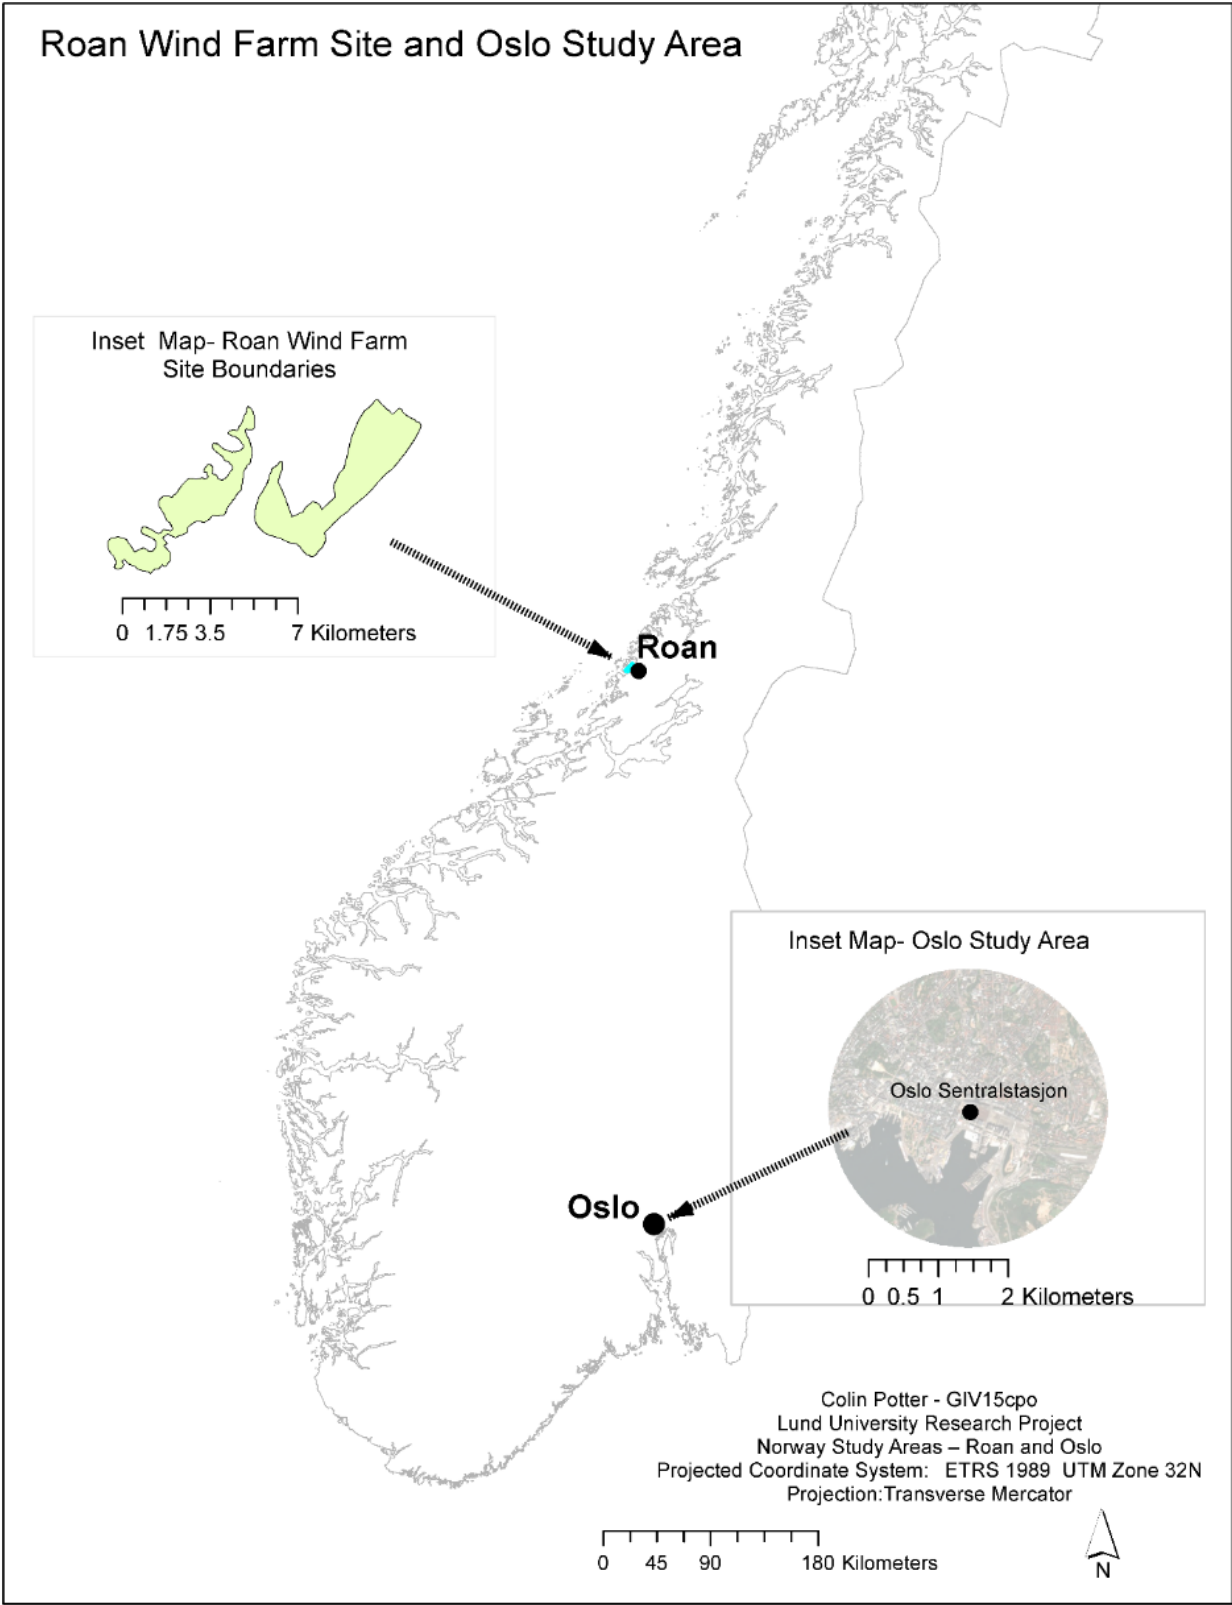 Roan Wind Farm Site and Oslo Study Area
Inset Map- Roan Wind Farm
Site Boundaries
0 1.75 3.5 7 Kilometers
Roan
Inset Map- Oslo Study Area
Oslo Sentralstasjon
Oslo
0 0.5 1 2 Kilometers
Colin Potter - GIV15cpo
Lund University Research Project
Norway Study Areas – Roan and Oslo
Projected Coordinate System: ETRS 1989 UTM Zone 32N
Projection:Transverse Mercator
0 45 90 180 Kilometers
N